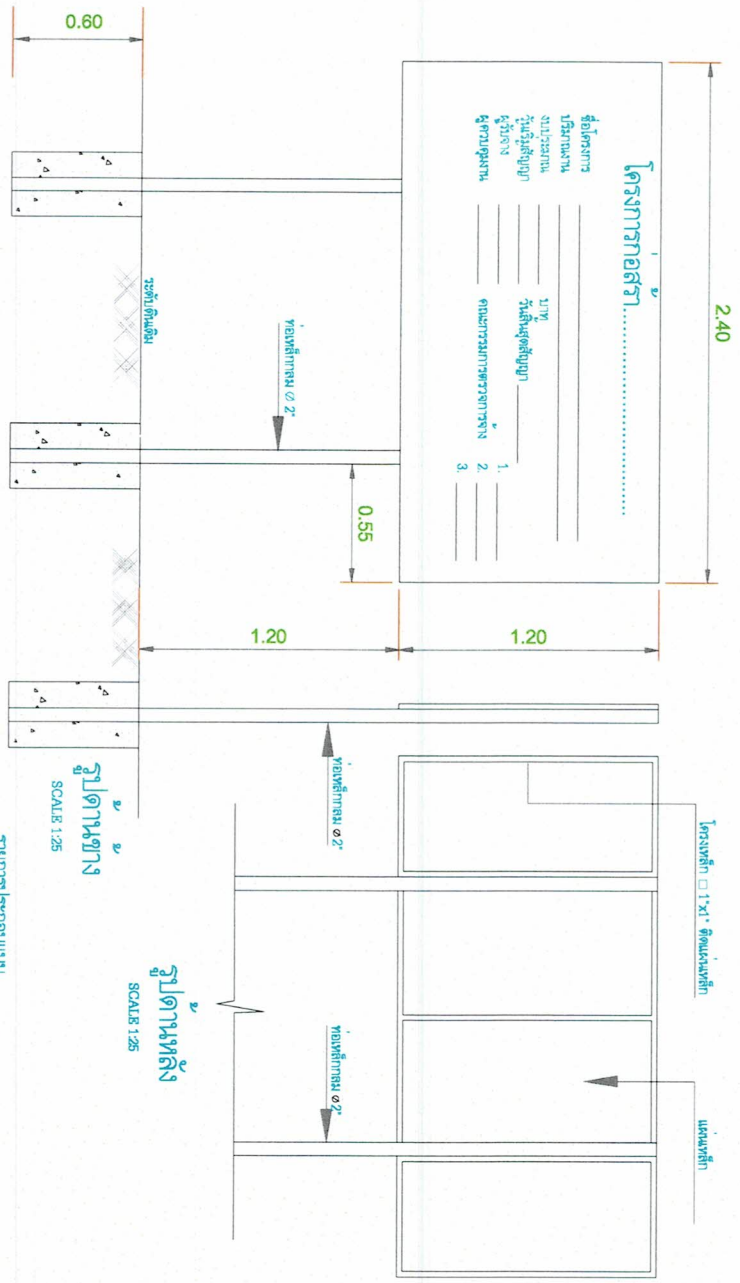 2.40
โครงการก่อสร้า.................................
ชื่อโครงการ
ปริมาณงาน
งบประมาณ บาท
วันเริ่มสัญญา วันสิ้นสุดสัญญา
ผู้รับจ้าง คณะกรรมการตรวจการจ้าง 1.
ผู้ควบคุมงาน 2.
3.
1.20
1.20
0.55
0.60
ท่อเหล็กกลม Ø 2"
ระดับดินเดิม
โครงเหล็ก □ 1"x1" ติดแผ่นเหล็ก
แผ่นเหล็ก
ท่อเหล็กกลม Ø 2"
ท่อเหล็กกลม Ø 2"
รูปด้านข้าง
SCALE 1:25
รูปด้านหลัง
SCALE 1:25